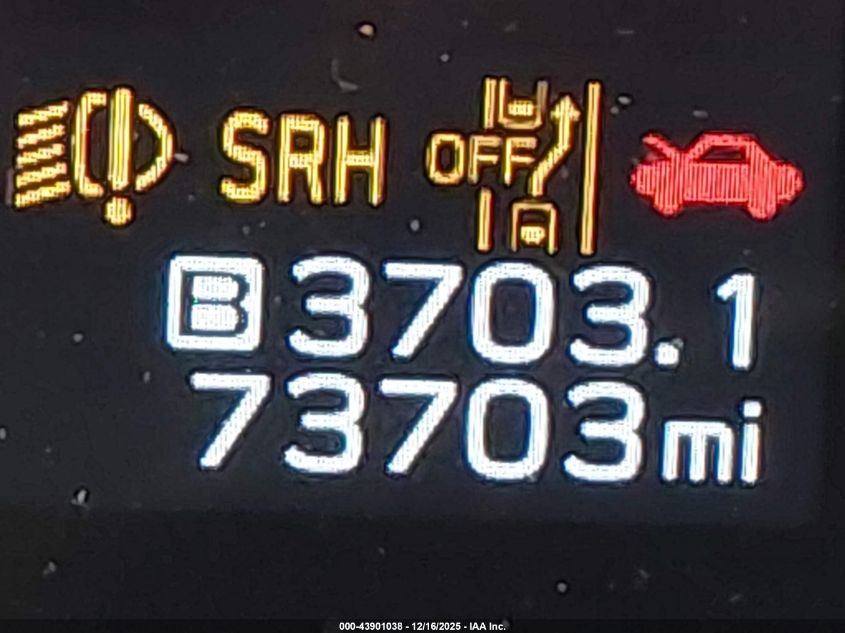 SRH OFF
B 3703.1
73703mi
000-43901038 - 12/16/2025 - IAA Inc.